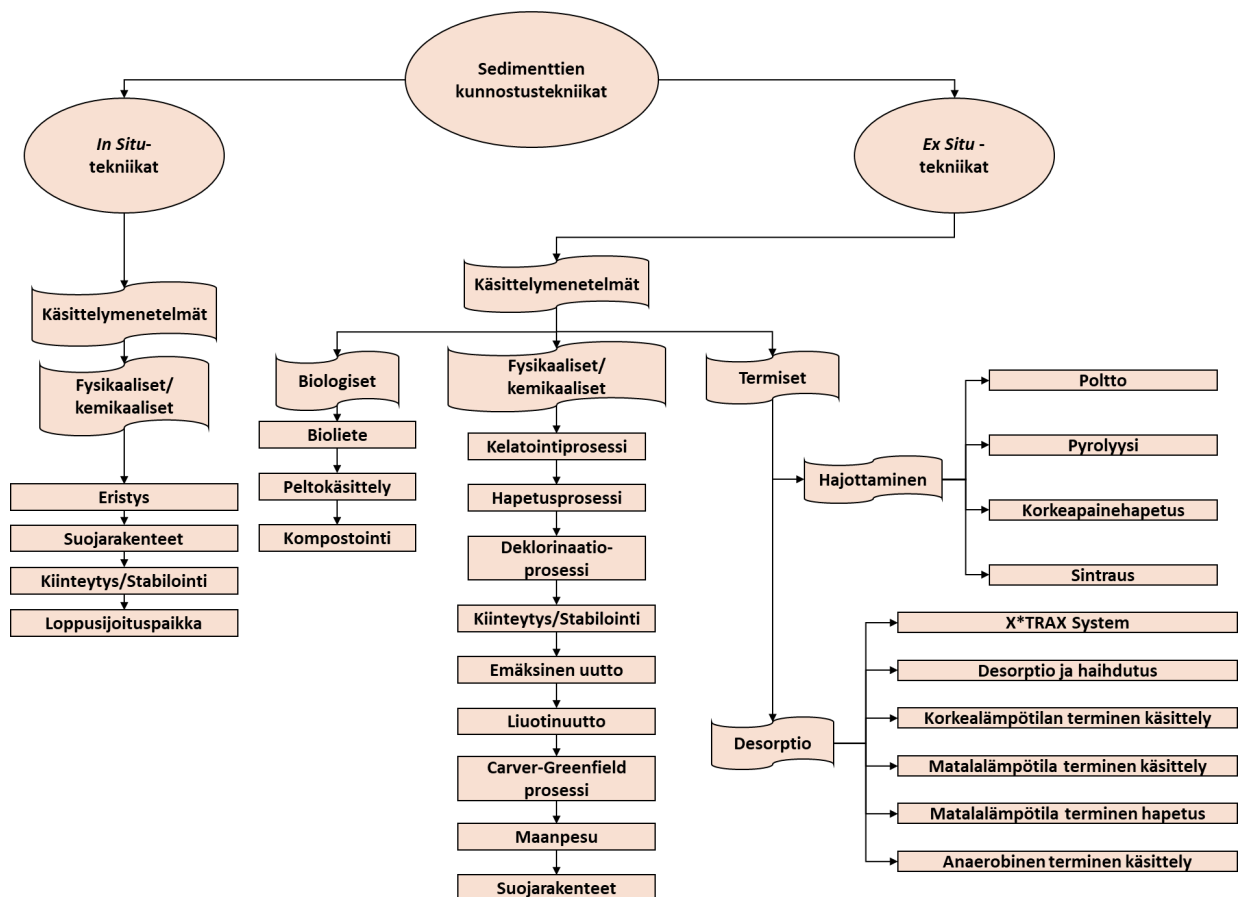 Sedimenttien
kunnostustekniikat
In Situ-
tekniikat
Ex Situ -
tekniikat
Käsittelymenetelmät
Fysikaaliset/
kemikaaliset
Eristys
Suojarakenteet
Kiinteytys/Stabilointi
Loppusijoituspaikka
Käsittelymenetelmät
Biologiset
Bioliete
Peltokäsittely
Kompostointi
Fysikaaliset/
kemikaaliset
Kelatointiprosessi
Hapetusprosessi
Deklorinaatio-
prosessi
Kiinteytys/Stabilointi
Emäksinen uutto
Liuotinuutto
Carver-Greenfield
prosessi
Maanpesu
Suojarakenteet
Termiset
Hajottaminen
Poltto
Pyrolyysi
Korkeapainehapetus
Sintraus
Desorptio
X*TRAX System
Desorptio ja haihdutus
Korkealämpötilan terminen käsittely
Matalalämpötila terminen käsittely
Matalalämpötila terminen hapetus
Anaerobinen terminen käsittely